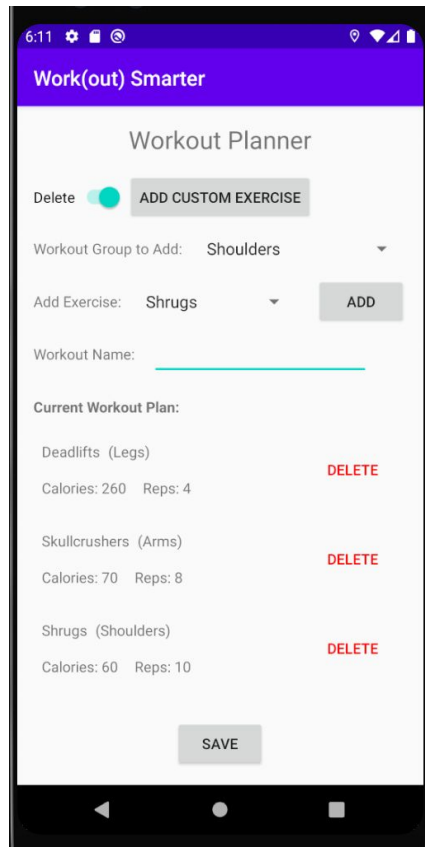 6:11
Work(out) Smarter
Workout Planner
Delete ADD CUSTOM EXERCISE
Workout Group to Add: Shoulders
Add Exercise: Shrugs ADD
Workout Name:
Current Workout Plan:
Deadlifts (Legs)
DELETE
Calories: 260 Reps: 4
Skullcrushers (Arms)
DELETE
Calories: 70 Reps: 8
Shrugs (Shoulders)
DELETE
Calories: 60 Reps: 10
SAVE